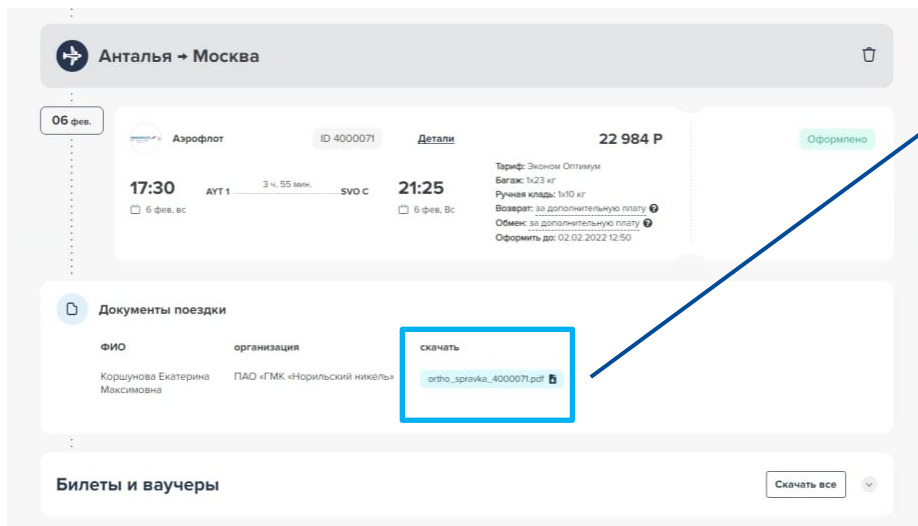 Анталья → Москва
06 фев.
Аэрофлот
ID 4000071
Детали
22 984 Р
Оформлено
17:30
AYT 1
3 ч. 55 мин.
SVO C
21:25
6 фев, вс
6 фев, Вс
Тариф: Эконом Оптимум
Багаж: 1x23 кг
Ручная кладь: 1x10 кг
Возврат: за дополнительную плату
Обмен: за дополнительную плату
Оформить до: 02.02.2022 12:50
Документы поездки
ФИО
организация
скачать
Коршунова Екатерина
Максимовна
ПАО «ГМК «Норильский никель»
ortho_spravka_4000071.pdf
Билеты и ваучеры
Скачать все